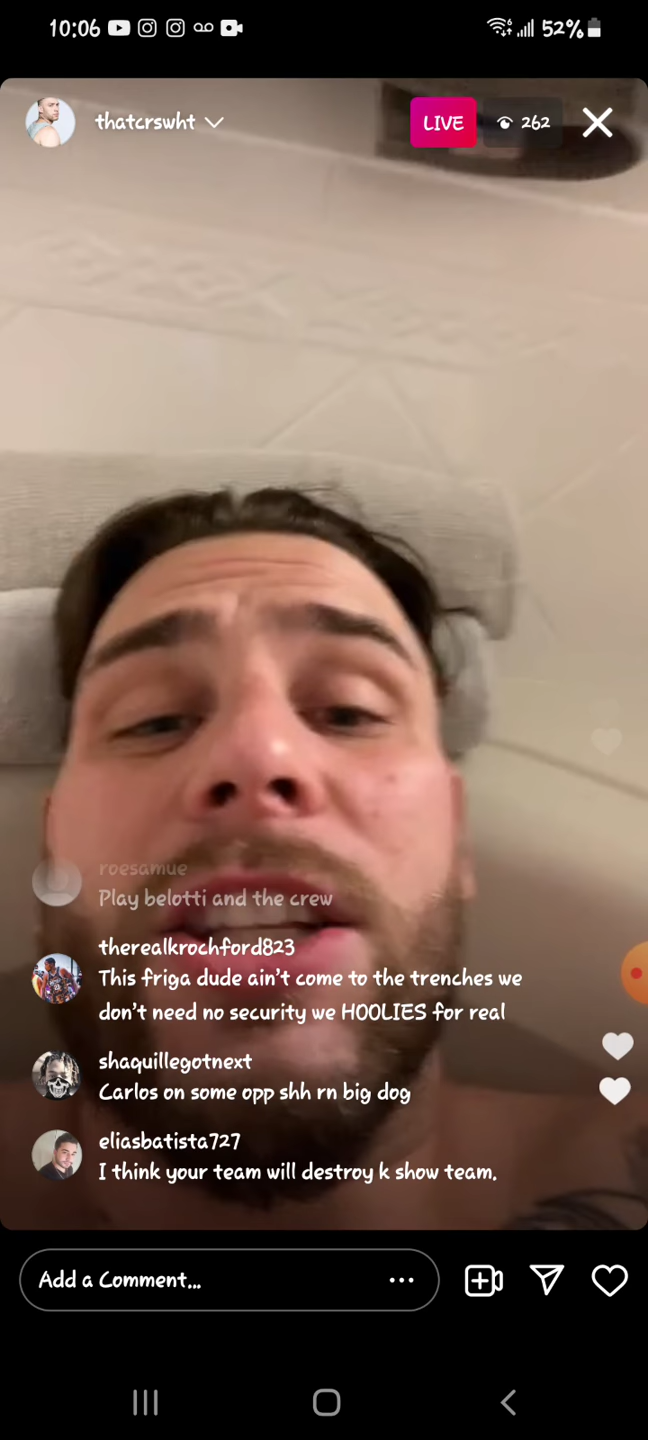 10:06
52%
thatcrswht
LIVE
262
roesamue
Play belotti and the crew
therealkrochford823
This friga dude ain't come to the trenches we
don't need no security we HOOLIES for real
shaquillegotnext
Carlos on some opp shh rn big dog
eliasbatista727
I think your team will destroy k show team.
Add a Comment...